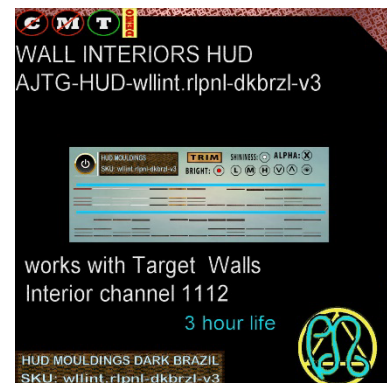 C M T DEMO
WALL INTERIORS HUD
AJTG-HUD-wllint.rlpnl-dkbrzl-v3
HUD MOULDINGS
SKU: wllint.rlpnl-dkbrzl-v3
TRIM SHININESS: ALPHA: X
BRIGHT: L M H V Λ
works with Target Walls
Interior channel 1112
3 hour life
HUD MOULDINGS DARK BRAZIL
SKU: wllint.rlpnl-dkbrzl-v3